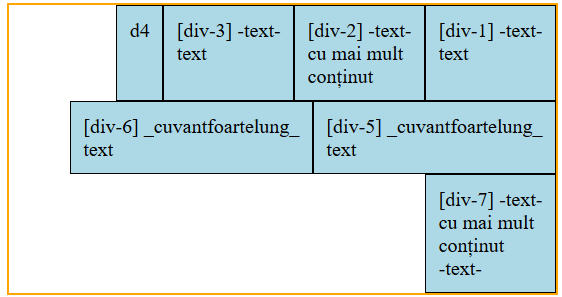 d4
[div-3] -text-
text
[div-2] -text-
cu mai mult
conținut
[div-1] -text-
text
[div-6] _cuvantfoartelung_
text
[div-5] _cuvantfoartelung_
text
[div-7] -text-
cu mai mult
conținut
-text-